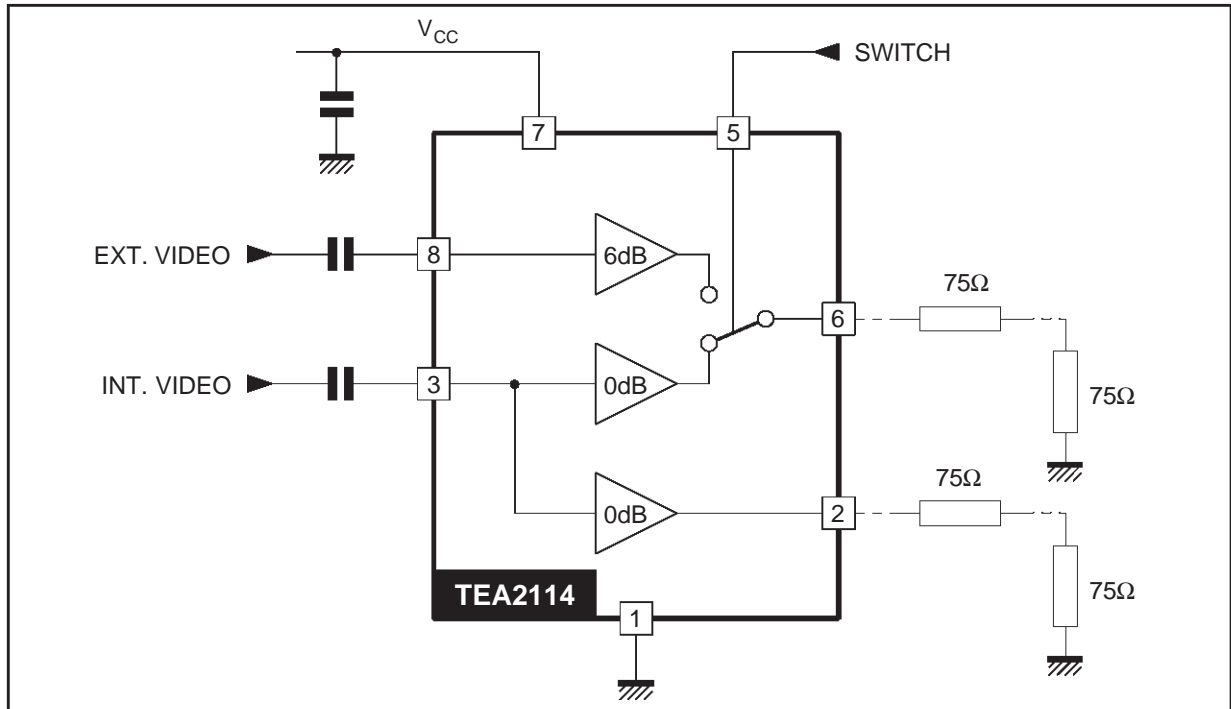 V_CC
SWITCH
7
5
EXT. VIDEO
8
6dB
75Ω
6
INT. VIDEO
3
0dB
75Ω
75Ω
0dB
2
75Ω
TEA2114
1